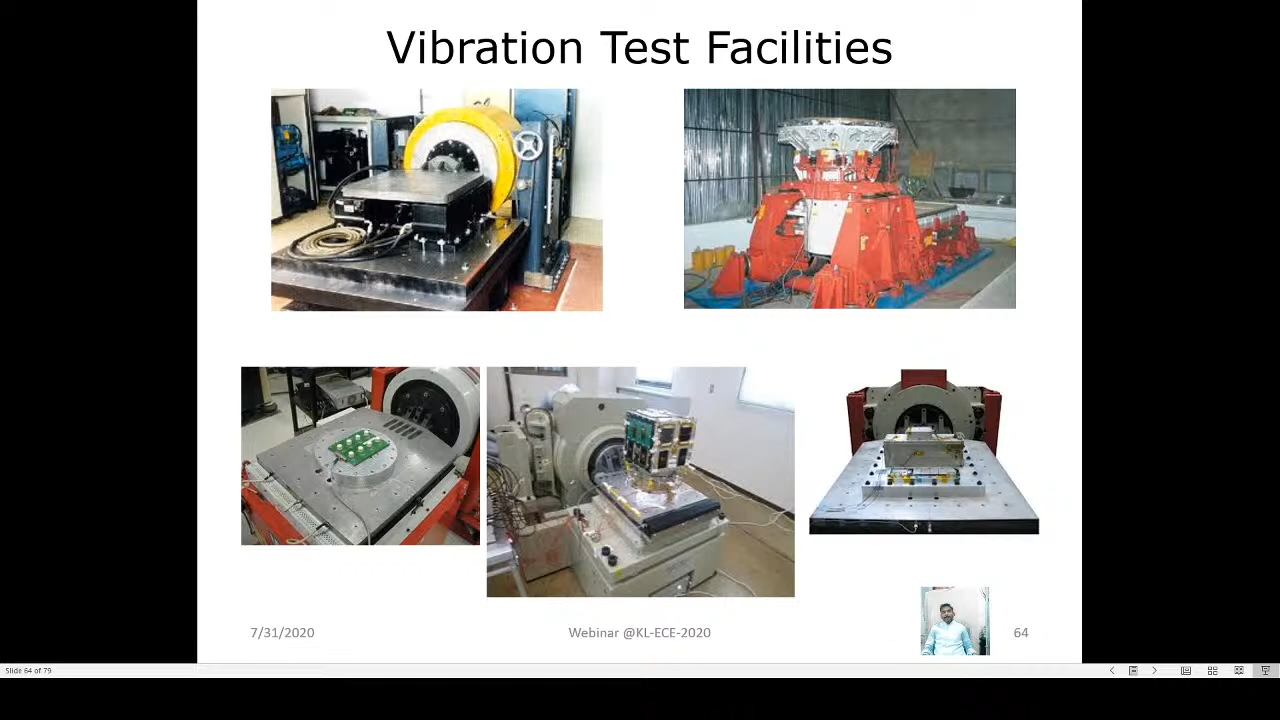 Vibration Test Facilities
7/31/2020
Webinar @KL-ECE-2020
64
Slide 64 of 79